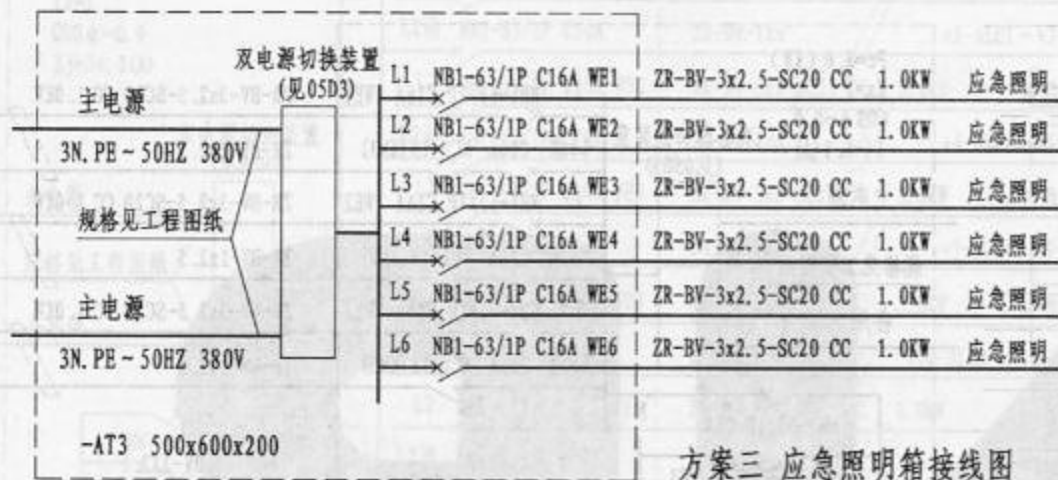 双电源切换装置
(见05D3)
主电源
3N.PE~50HZ 380V
规格见工程图纸
主电源
3N.PE~50HZ 380V
L1 NB1-63/1P C16A WE1 ZR-BV-3x2.5-SC20 CC 1.0KW 应急照明
L2 NB1-63/1P C16A WE2 ZR-BV-3x2.5-SC20 CC 1.0KW 应急照明
L3 NB1-63/1P C16A WE3 ZR-BV-3x2.5-SC20 CC 1.0KW 应急照明
L4 NB1-63/1P C16A WE4 ZR-BV-3x2.5-SC20 CC 1.0KW 应急照明
L5 NB1-63/1P C16A WE5 ZR-BV-3x2.5-SC20 CC 1.0KW 应急照明
L6 NB1-63/1P C16A WE6 ZR-BV-3x2.5-SC20 CC 1.0KW 应急照明
-AT3 500x600x200
方案三 应急照明箱接线图